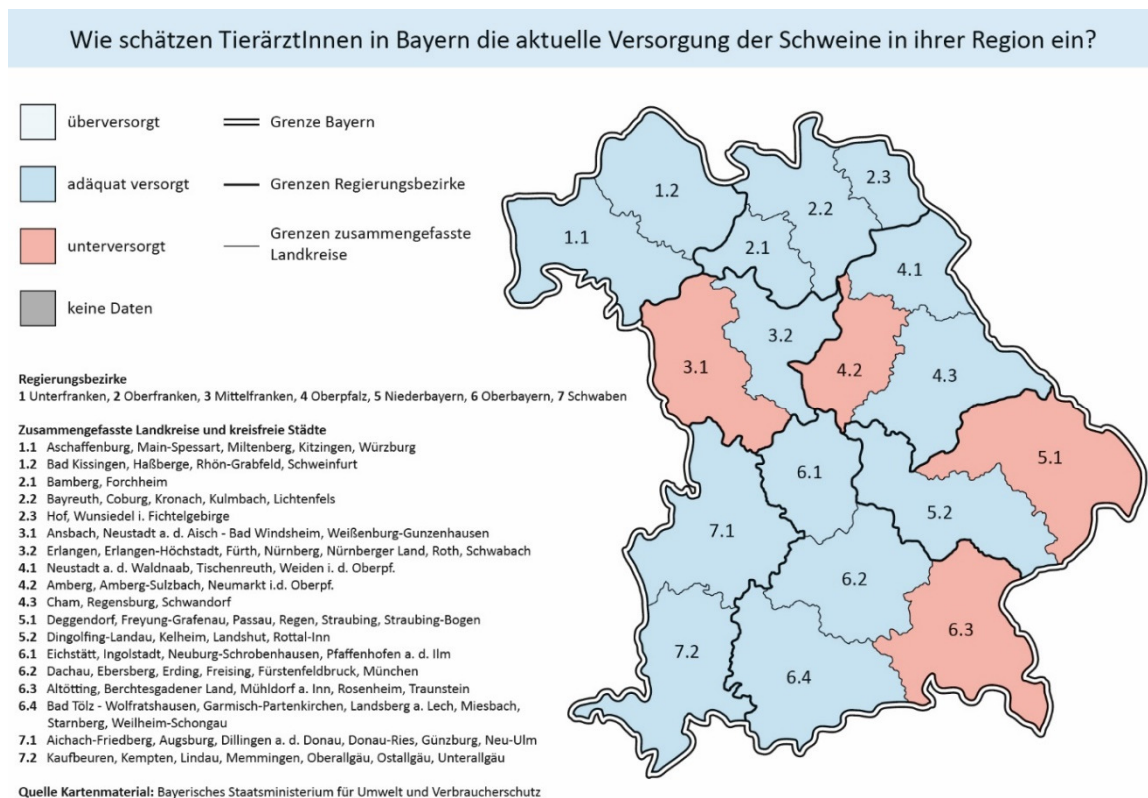 Wie schätzen TierärztInnen in Bayern die aktuelle Versorgung der Schweine in ihrer Region ein?
überversorgt
adäquat versorgt
unterversorgt
keine Daten
Grenze Bayern
Grenzen Regierungsbezirke
Grenzen zusammengefasste
Landkreise
Regierungsbezirke
1 Unterfranken, 2 Oberfranken, 3 Mittelfranken, 4 Oberpfalz, 5 Niederbayern, 6 Oberbayern, 7 Schwaben
Zusammengefasste Landkreise und kreisfreie Städte
1.1 Aschaffenburg, Main-Spessart, Miltenberg, Kitzingen, Würzburg
1.2 Bad Kissingen, Haßberge, Rhön-Grabfeld, Schweinfurt
2.1 Bamberg, Forchheim
2.2 Bayreuth, Coburg, Kronach, Kulmbach, Lichtenfels
2.3 Hof, Wunsiedel i. Fichtelgebirge
3.1 Ansbach, Neustadt a. d. Aisch - Bad Windsheim, Weißenburg-Gunzenhausen
3.2 Erlangen, Erlangen-Höchstadt, Fürth, Nürnberg, Nürnberger Land, Roth, Schwabach
4.1 Neustadt a. d. Waldnaab, Tischenreuth, Weiden i. d. Oberpf.
4.2 Amberg, Amberg-Sulzbach, Neumarkt i.d. Oberpf.
4.3 Cham, Regensburg, Schwandorf
5.1 Deggendorf, Freyung-Grafenau, Passau, Regen, Straubing, Straubing-Bogen
5.2 Dingolfing-Landau, Kelheim, Landshut, Rottal-Inn
6.1 Eichstätt, Ingolstadt, Neuburg-Schrobenhausen, Pfaffenhofen a. d. Ilm
6.2 Dachau, Ebersberg, Erding, Freising, Fürstenfeldbruck, München
6.3 Altötting, Berchtesgadener Land, Mühldorf a. Inn, Rosenheim, Traunstein
6.4 Bad Tölz - Wolfratshausen, Garmisch-Partenkirchen, Landsberg a. Lech, Miesbach,
Starnberg, Weilheim-Schongau
7.1 Aichach-Friedberg, Augsburg, Dillingen a. d. Donau, Donau-Ries, Günzburg, Neu-Ulm
7.2 Kaufbeuren, Kempten, Lindau, Memmingen, Oberallgäu, Ostallgäu, Unterallgäu
Quelle Kartenmaterial: Bayerisches Staatsministerium für Umwelt und Verbraucherschutz
1.2
2.3
2.2
1.1
2.1
4.1
3.2
3.1
4.2
4.3
5.1
6.1
5.2
7.1
6.2
6.3
7.2
6.4